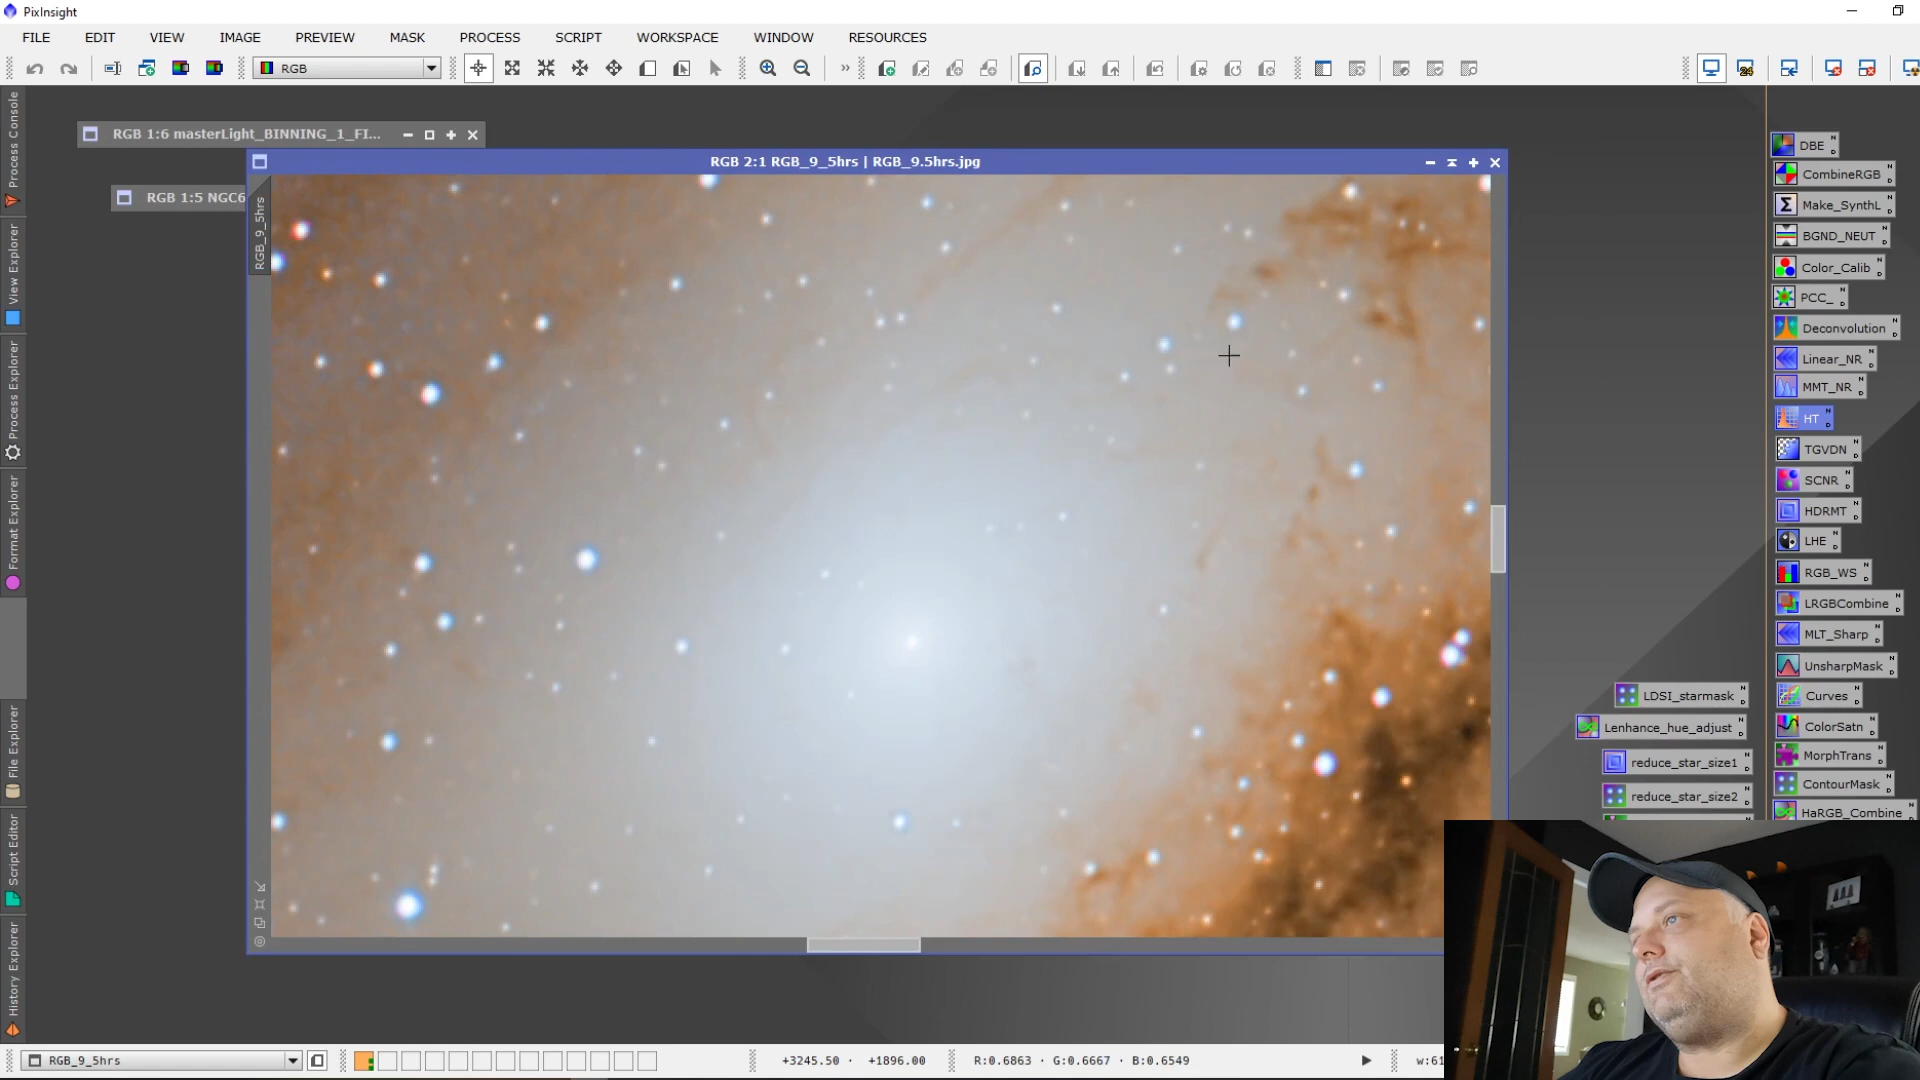 PixInsight
FILE EDIT VIEW IMAGE PREVIEW MASK PROCESS SCRIPT WORKSPACE WINDOW RESOURCES
RGB
24
Process Console
View Explorer
Process Explorer
Format Explorer
File Explorer
Script Editor
History Explorer
RGB 1:6 masterLight_BINNING_1_FI...
RGB 1:5 NGC6
RGB 2:1 RGB_9_5hrs | RGB_9.5hrs.jpg
RGB_9_5hrs
DBE
CombineRGB
Make_SynthL
BGND_NEUT
Color_Calib
PCC_
Deconvolution
Linear_NR
MMT_NR
HT
TGVDN
SCNR
HDRMT
LHE
RGB_WS
LRGBCombine
MLT_Sharp
UnsharpMask
Curves
ColorSatn
MorphTrans
ContourMask
HaRGB_Combine
LDSI_starmask
Lenhance_hue_adjust
reduce_star_size1
reduce_star_size2
RGB_9_5hrs
+3245.50 · +1896.00
R:0.6863 · G:0.6667 · B:0.6549
w:61